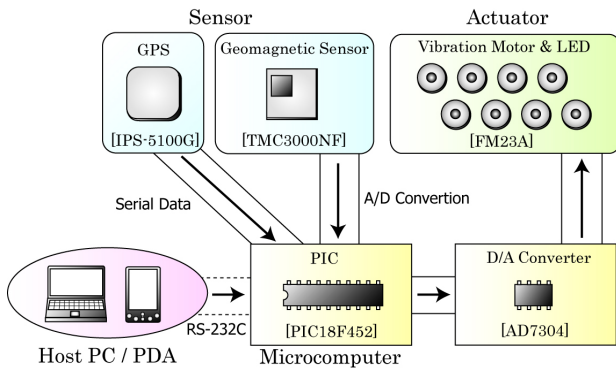 Sensor
Actuator
GPS
[IPS-5100G]
Geomagnetic Sensor
[TMC3000NF]
Vibration Motor & LED
[FM23A]
Serial Data
A/D Convertion
PIC
[PIC18F452]
D/A Converter
[AD7304]
RS-232C
Host PC / PDA
Microcomputer